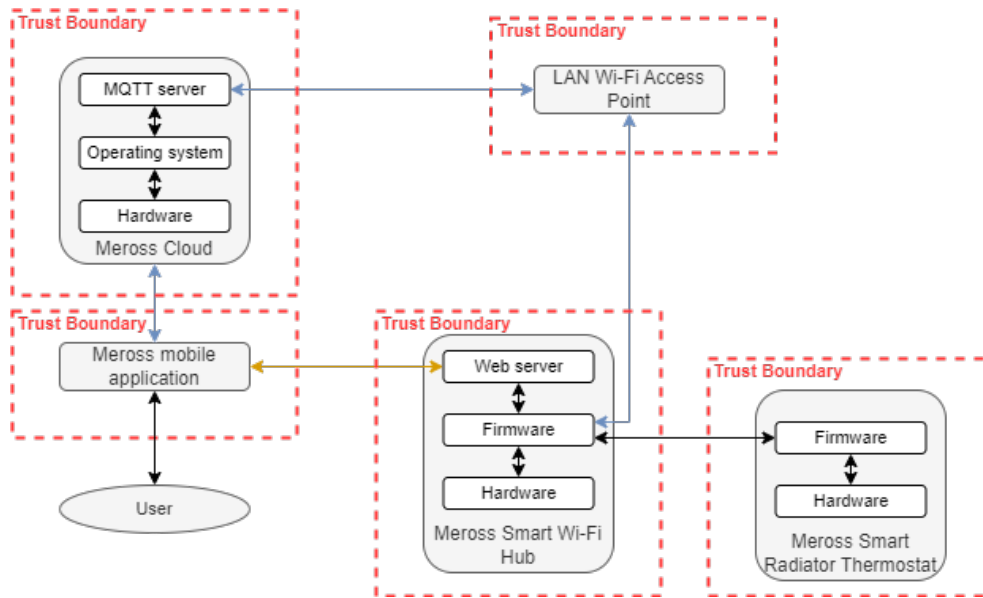 Trust Boundary
MQTT server
Operating system
Hardware
Meross Cloud
Trust Boundary
LAN Wi-Fi Access
Point
Trust Boundary
Meross mobile
application
User
Trust Boundary
Web server
Firmware
Hardware
Meross Smart Wi-Fi
Hub
Trust Boundary
Firmware
Hardware
Meross Smart
Radiator Thermostat